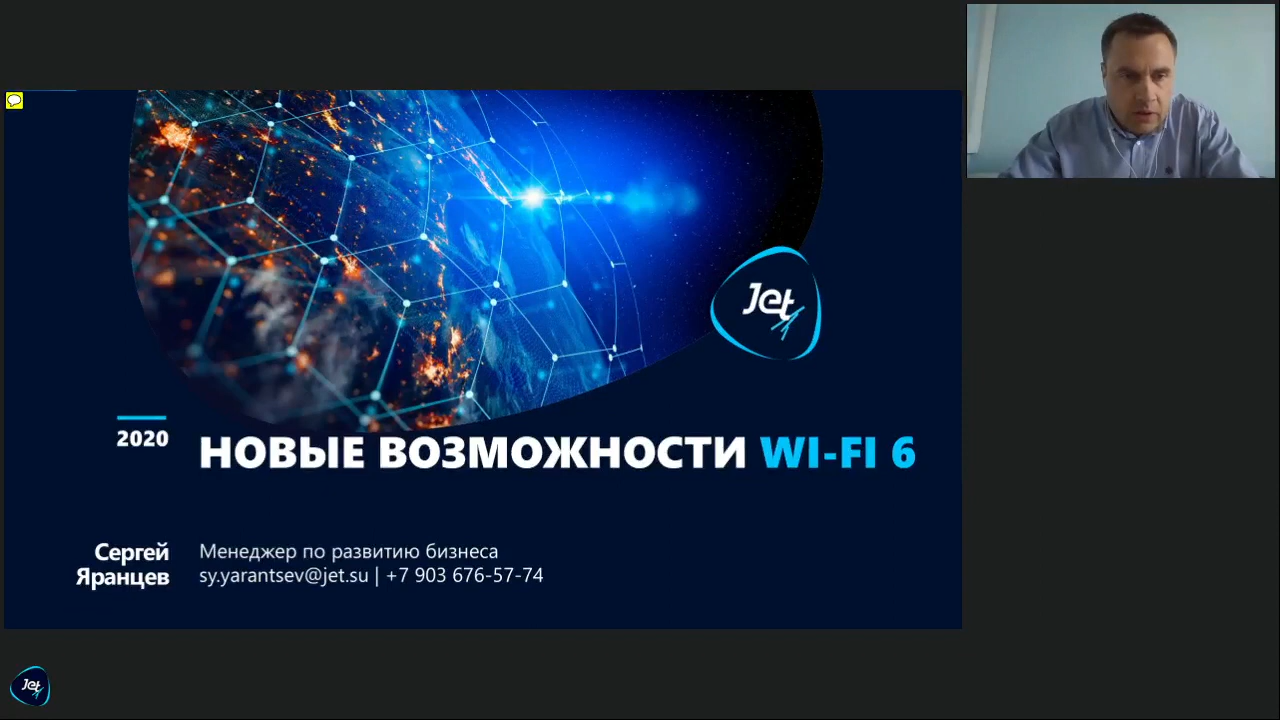 Jet
2020
НОВЫЕ ВОЗМОЖНОСТИ WI-FI 6
Сергей
Яранцев
Менеджер по развитию бизнеса
sy.yarantsev@jet.su | +7 903 676-57-74
Jet